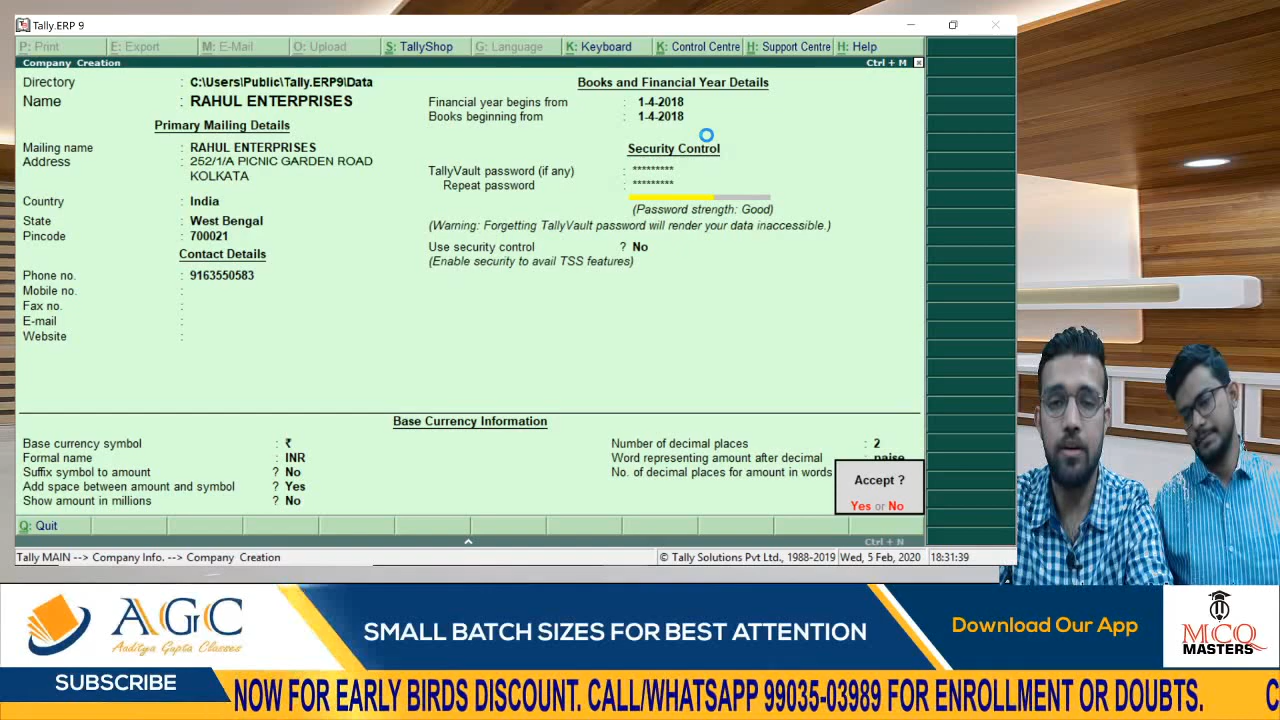 Tally.ERP 9
P: Print E: Export M: E-Mail O: Upload S: TallyShop G: Language K: Keyboard K: Control Centre H: Support Centre H: Help
Company Creation Ctrl + M
Directory : C:\Users\Public\Tally.ERP9\Data
Name : RAHUL ENTERPRISES
Primary Mailing Details
Mailing name : RAHUL ENTERPRISES
Address : 252/1/A PICNIC GARDEN ROAD
KOLKATA
Country : India
State : West Bengal
Pincode : 700021
Contact Details
Phone no. : 9163550583
Mobile no. :
Fax no. :
E-mail :
Website :
Books and Financial Year Details
Financial year begins from : 1-4-2018
Books beginning from : 1-4-2018
Security Control
TallyVault password (if any) : *********
Repeat password : *********
(Password strength: Good)
(Warning: Forgetting TallyVault password will render your data inaccessible.)
Use security control ? No
(Enable security to avail TSS features)
Base Currency Information
Base currency symbol : ₹
Formal name : INR
Suffix symbol to amount ? No
Add space between amount and symbol ? Yes
Show amount in millions ? No
Number of decimal places : 2
Word representing amount after decimal : paise
No. of decimal places for amount in words
Accept ?
Yes or No
Q: Quit
Ctrl + N
Tally MAIN --> Company Info. --> Company Creation © Tally Solutions Pvt Ltd., 1988-2019 Wed, 5 Feb, 2020 18:31:39
AGC
Aaditya Gupta Classes
SMALL BATCH SIZES FOR BEST ATTENTION
Download Our App
MCQ
MASTERS
SUBSCRIBE
NOW FOR EARLY BIRDS DISCOUNT. CALL/WHATSAPP 99035-03989 FOR ENROLLMENT OR DOUBTS. C